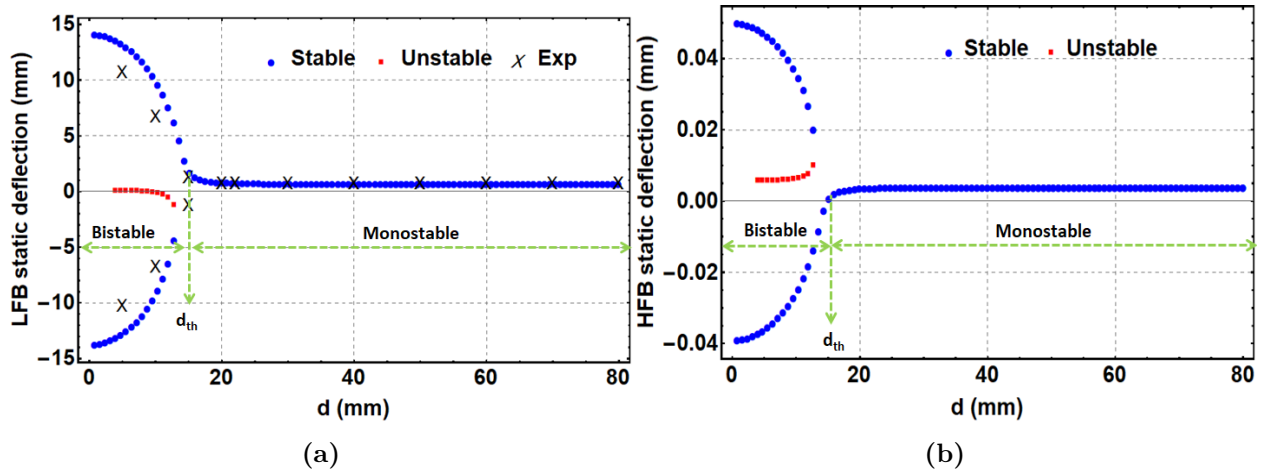 LFB static deflection (mm)
15
10
5
0
−5
−10
−15
Stable Unstable X Exp
Bistable
Monostable
d_th
0 20 40 60 80
d (mm)
(a)
HFB static deflection (mm)
0.04
0.02
0.00
−0.02
−0.04
Stable Unstable
Bistable
Monostable
d_th
0 20 40 60 80
d (mm)
(b)